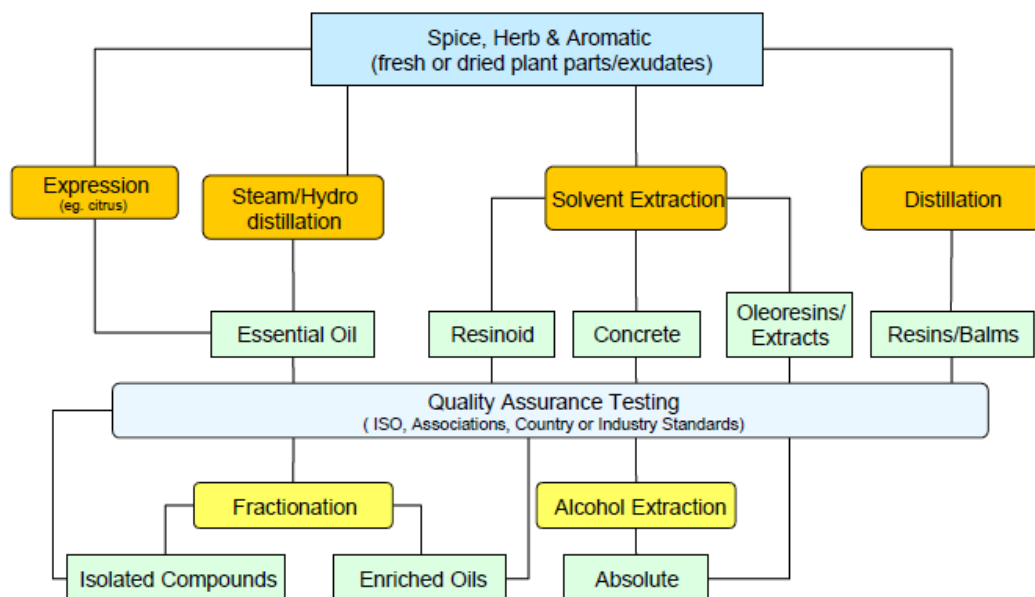 Spice, Herb & Aromatic
(fresh or dried plant parts/exudates)
Expression
(eg. citrus)
Steam/Hydro
distillation
Solvent Extraction
Distillation
Essential Oil
Resinoid
Concrete
Oleoresins/
Extracts
Resins/Balms
Quality Assurance Testing
( ISO, Associations, Country or Industry Standards)
Fractionation
Alcohol Extraction
Isolated Compounds
Enriched Oils
Absolute